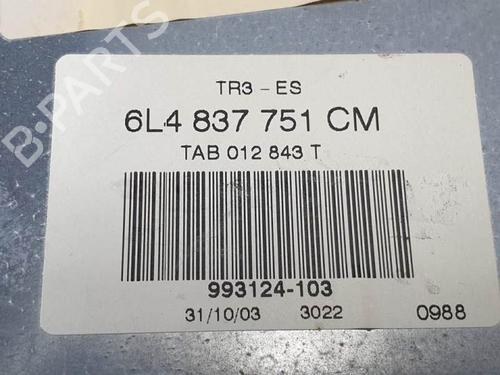 B-PARTS
TR3 - ES
6L4 837 751 CM
TAB 012 843 T
993124-103
31/10/03 3022 0988